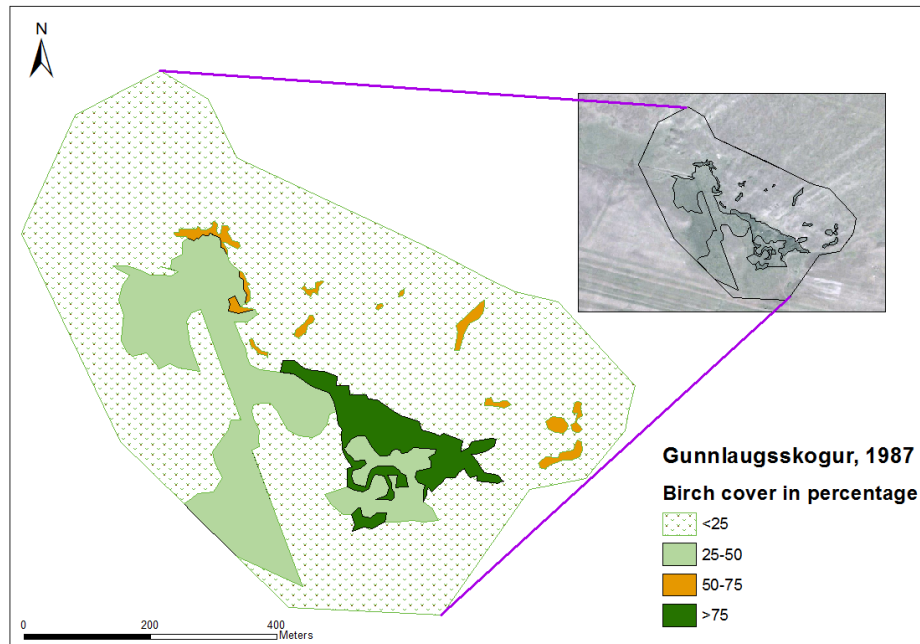 N
Gunnlaugsskogur, 1987
Birch cover in percentage
<25
25-50
50-75
>75
0 200 400
Meters